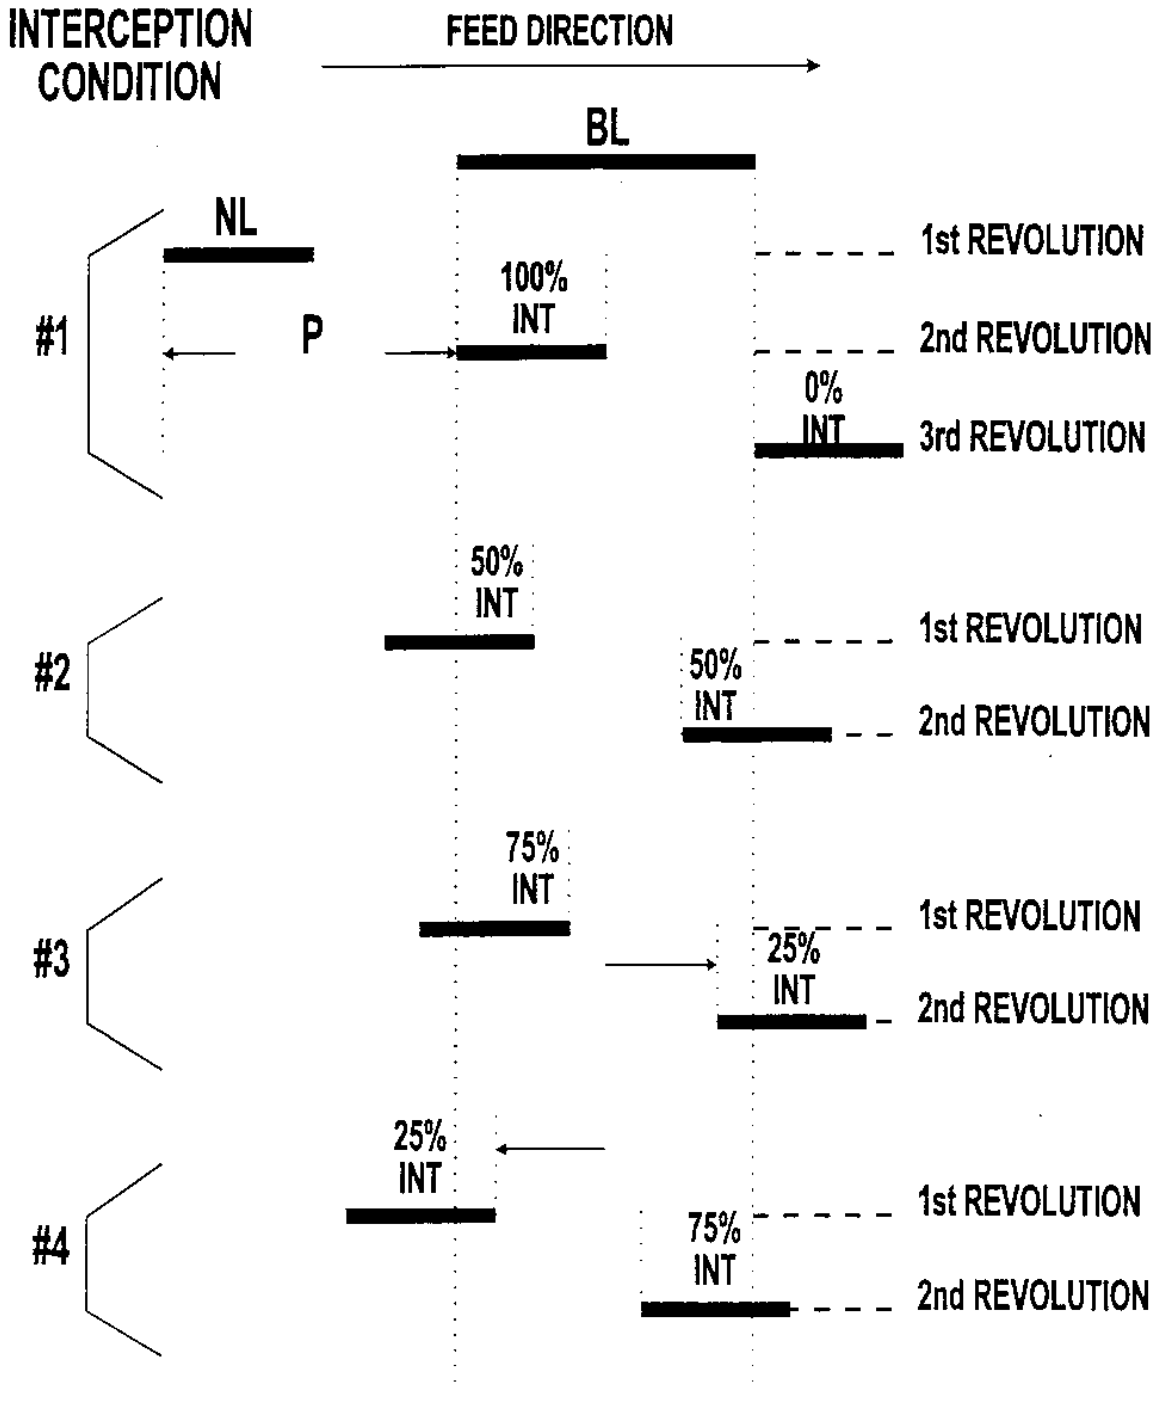 INTERCEPTION
CONDITION
FEED DIRECTION
BL
NL
1st REVOLUTION
100%
INT
#1
P
2nd REVOLUTION
0%
INT
3rd REVOLUTION
50%
INT
1st REVOLUTION
#2
50%
INT
2nd REVOLUTION
75%
INT
1st REVOLUTION
#3
25%
INT
2nd REVOLUTION
25%
INT
1st REVOLUTION
#4
75%
INT
2nd REVOLUTION